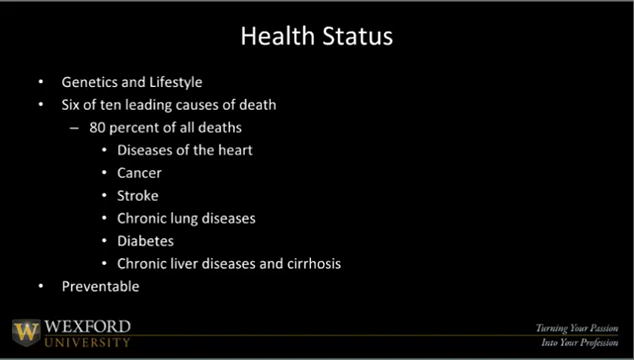 Health Status
• Genetics and Lifestyle
• Six of ten leading causes of death
– 80 percent of all deaths
• Diseases of the heart
• Cancer
• Stroke
• Chronic lung diseases
• Diabetes
• Chronic liver diseases and cirrhosis
• Preventable
W WEXFORD
UNIVERSITY
Turning Your Passion
Into Your Profession